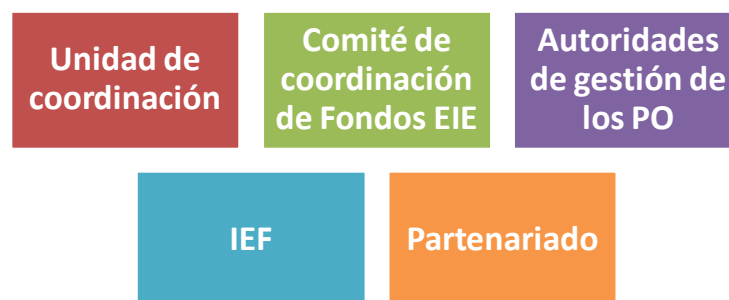 Unidad de
coordinación
Comité de
coordinación
de Fondos EIE
Autoridades
de gestión de
los PO
IEF
Partenariado